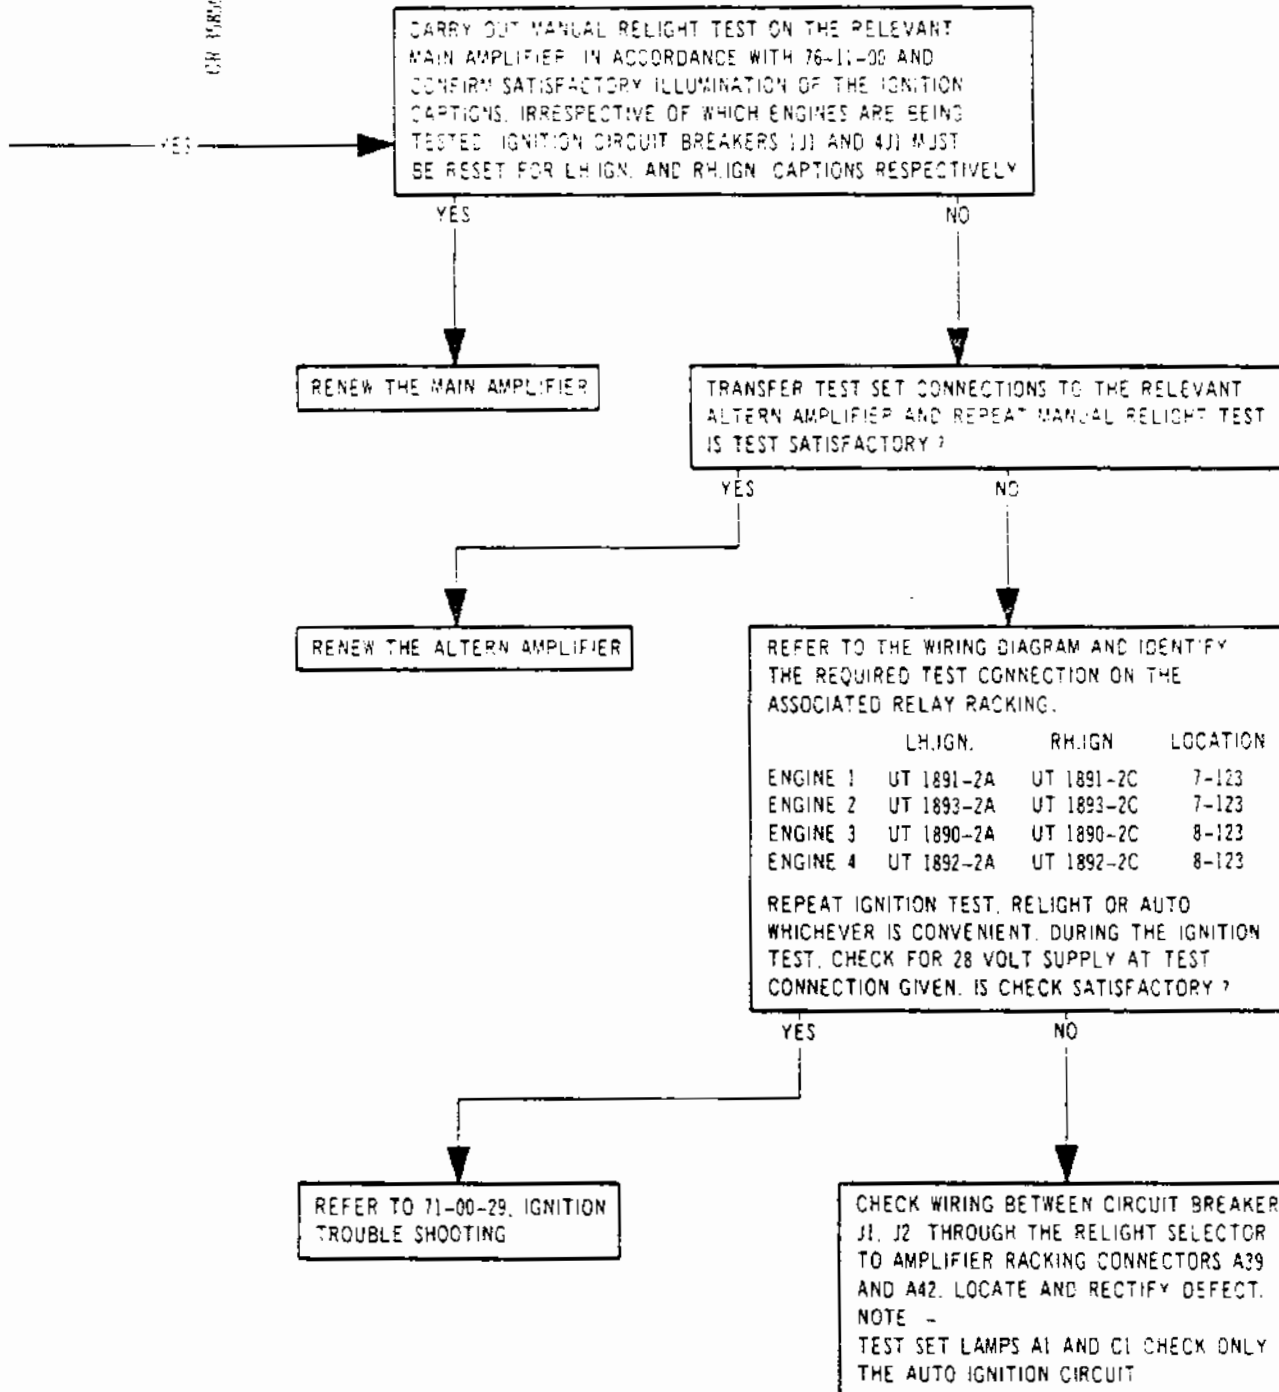 CARRY OUT MANUAL RELIGHT TEST ON THE RELEVANT
MAIN AMPLIFIER IN ACCORDANCE WITH 76-11-00 AND
CONFIRM SATISFACTORY ILLUMINATION OF THE IGNITION
CAPTIONS. IRRESPECTIVE OF WHICH ENGINES ARE BEING
TESTED IGNITION CIRCUIT BREAKERS 1J1 AND 4J1 MUST
BE RESET FOR LH.IGN. AND RH.IGN CAPTIONS RESPECTIVELY
YES
YES
NO
RENEW THE MAIN AMPLIFIER
TRANSFER TEST SET CONNECTIONS TO THE RELEVANT
ALTERN AMPLIFIER AND REPEAT MANUAL RELIGHT TEST
IS TEST SATISFACTORY ?
YES
NO
RENEW THE ALTERN AMPLIFIER
REFER TO THE WIRING DIAGRAM AND IDENTIFY
THE REQUIRED TEST CONNECTION ON THE
ASSOCIATED RELAY RACKING.
LH.IGN. RH.IGN LOCATION
ENGINE 1 UT 1891-2A UT 1891-2C 7-123
ENGINE 2 UT 1893-2A UT 1893-2C 7-123
ENGINE 3 UT 1890-2A UT 1890-2C 8-123
ENGINE 4 UT 1892-2A UT 1892-2C 8-123
REPEAT IGNITION TEST, RELIGHT OR AUTO
WHICHEVER IS CONVENIENT. DURING THE IGNITION
TEST, CHECK FOR 28 VOLT SUPPLY AT TEST
CONNECTION GIVEN. IS CHECK SATISFACTORY ?
YES
NO
REFER TO 71-00-29, IGNITION
TROUBLE SHOOTING
CHECK WIRING BETWEEN CIRCUIT BREAKER
J1, J2 THROUGH THE RELIGHT SELECTOR
TO AMPLIFIER RACKING CONNECTORS A39
AND A42. LOCATE AND RECTIFY DEFECT.
NOTE -
TEST SET LAMPS A1 AND C1 CHECK ONLY
THE AUTO IGNITION CIRCUIT